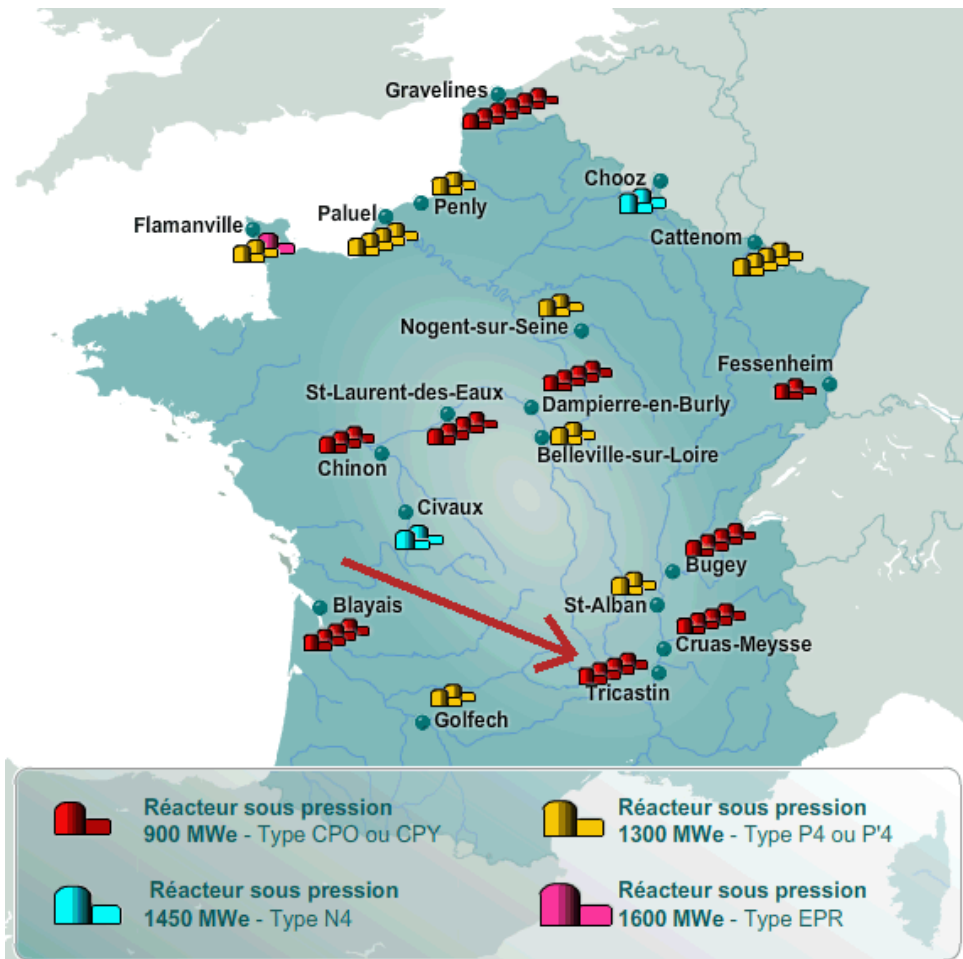 Gravelines
Chooz
Penly
Paluel
Flamanville
Cattenom
Nogent-sur-Seine
Fessenheim
St-Laurent-des-Eaux
Dampierre-en-Burly
Belleville-sur-Loire
Chinon
Civaux
Bugey
Blayais
St-Alban
Cruas-Meysse
Tricastin
Golfech
Réacteur sous pression
900 MWe - Type CPO ou CPY
Réacteur sous pression
1300 MWe - Type P4 ou P'4
Réacteur sous pression
1450 MWe - Type N4
Réacteur sous pression
1600 MWe - Type EPR